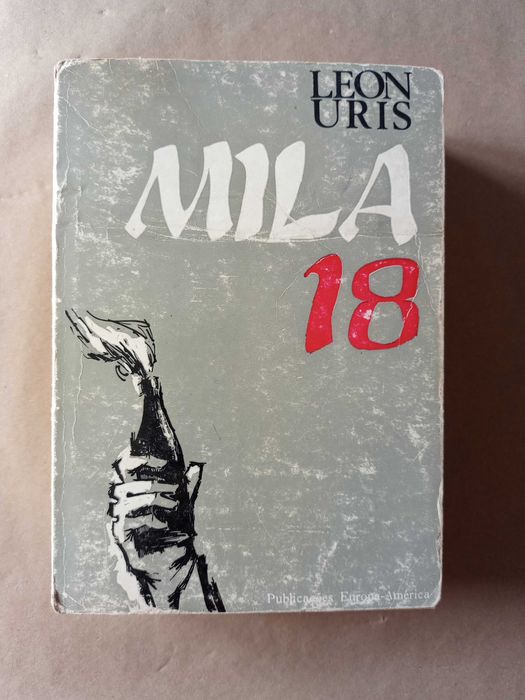 LEON
URIS
MILA
18
Publicações Europa-América